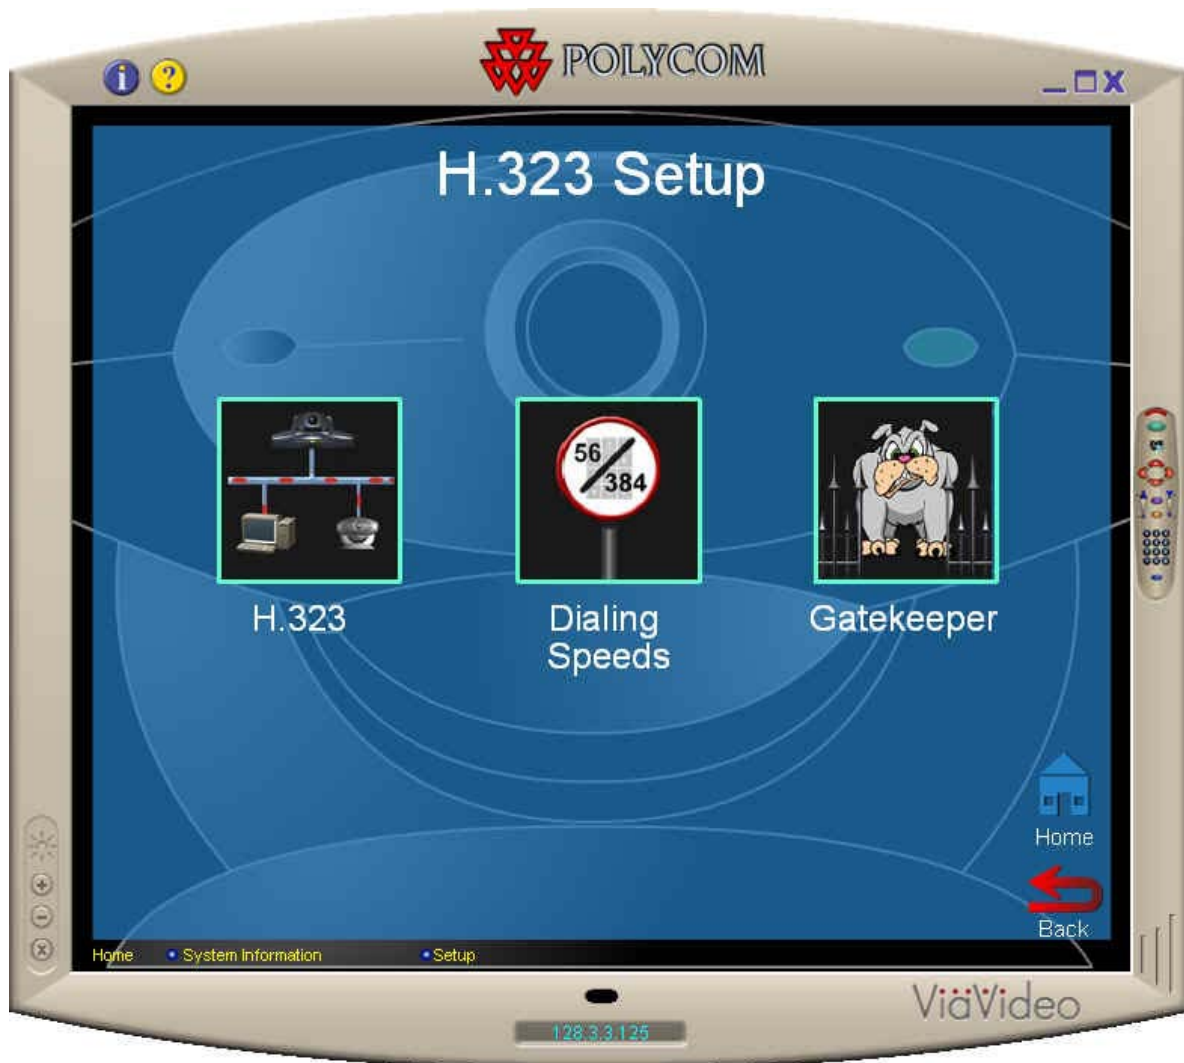 i ? POLYCOM
H.323 Setup
56
384
H.323
Dialing
Speeds
Gatekeeper
Home
Back
Home System Information Setup
ViaVideo
128.3.3.125